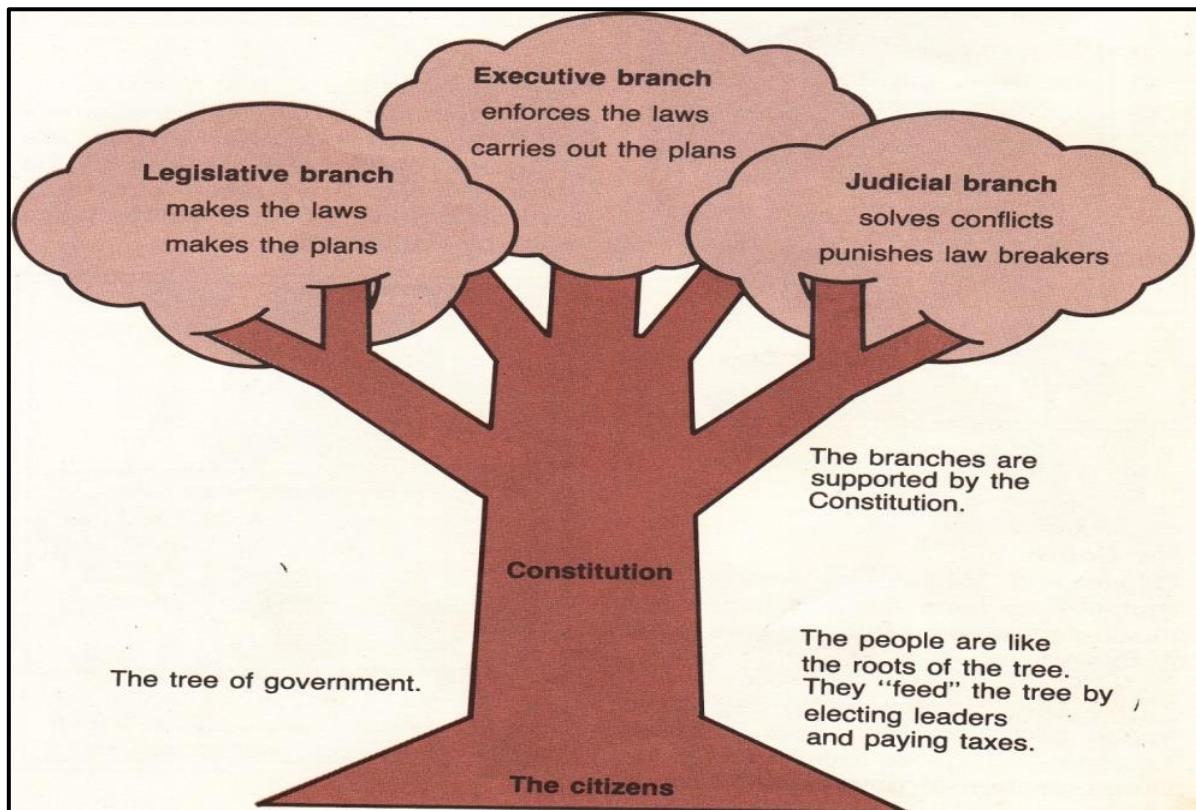 Executive branch
enforces the laws
carries out the plans
Legislative branch
makes the laws
makes the plans
Judicial branch
solves conflicts
punishes law breakers
The branches are
supported by the
Constitution.
Constitution
The tree of government.
The people are like
the roots of the tree.
They “feed” the tree by
electing leaders
and paying taxes.
The citizens